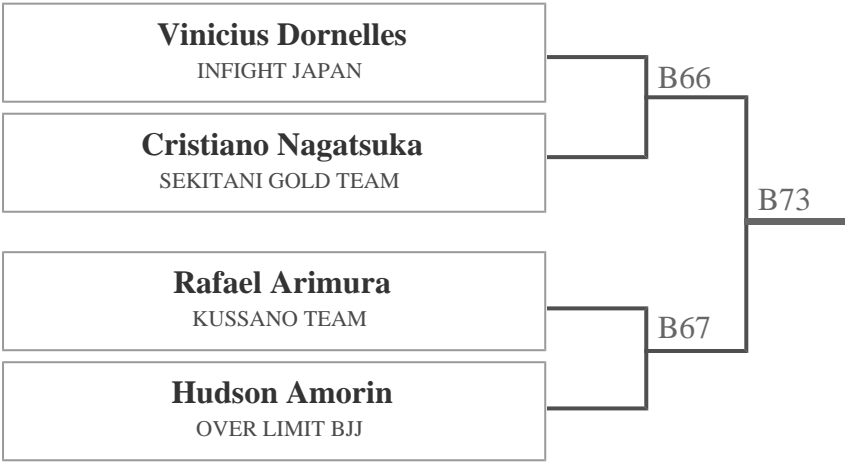 Vinicius Dornelles
INFIGHT JAPAN
B66
Cristiano Nagatsuka
SEKITANI GOLD TEAM
B73
Rafael Arimura
KUSSANO TEAM
B67
Hudson Amorin
OVER LIMIT BJJ